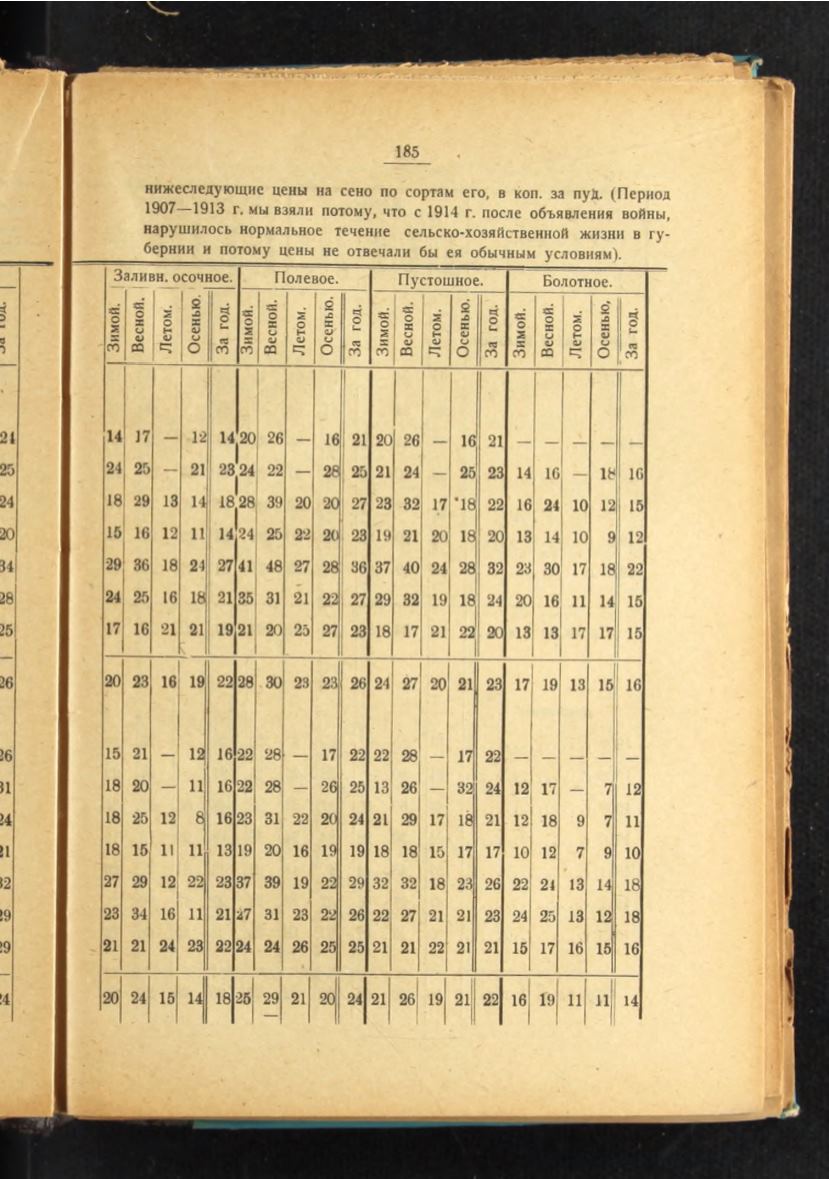 185
нижеследующие цены на сено по сортам его, в коп. за пуд. (Период
1907—1913 г. мы взяли потому, что с 1914 г. после объявления войны,
нарушилось нормальное течение сельско-хозяйственной жизни в гу-
бернии и потому цены не отвечали бы ея обычным условиям).
Заливн. осочное. Полевое. Пустошное. Болотное.
Зимой. Весной. Летом. Осенью. За год. Зимой. Весной. Летом. Осенью. За год. Зимой. Весной. Летом. Осенью. За год. Зимой. Весной. Летом. Осенью, За год.
21 14 17 — 12 14 20 26 — 16 21 20 26 — 16 21 — — — — —
25 24 25 — 21 23 24 22 — 28 25 21 24 — 25 23 14 16 — 18 16
24 18 29 13 14 18 28 39 20 20 27 23 32 17 18 22 16 24 10 12 15
20 15 16 12 11 14 24 25 22 20 23 19 21 20 18 20 13 14 10 9 12
34 29 36 18 24 27 41 48 27 28 36 37 40 24 28 32 23 30 17 18 22
28 24 25 16 18 21 35 31 21 22 27 29 32 19 18 24 20 16 11 14 15
25 17 16 21 21 19 21 20 25 27 23 18 17 21 22 20 13 13 17 17 15
26 20 23 16 19 22 28 30 23 23 26 24 27 20 21 23 17 19 13 15 16
26 15 21 — 12 16 22 28 — 17 22 22 28 — 17 22 — — — — —
31 18 20 — 11 16 22 28 — 26 25 13 26 — 32 24 12 17 — 7 12
24 18 25 12 8 16 23 31 22 20 24 21 29 17 18 21 12 18 9 7 11
21 18 15 11 11 13 19 20 16 19 19 18 18 15 17 17 10 12 7 9 10
32 27 29 12 22 23 37 39 19 22 29 32 32 18 23 26 22 24 13 14 18
29 23 34 16 11 21 27 31 23 22 26 22 27 21 21 23 24 25 13 12 18
29 21 21 24 23 22 24 24 26 25 25 21 21 22 21 21 15 17 16 15 16
24 20 24 15 14 18 25 29 21 20 24 21 26 19 21 22 16 19 11 11 14